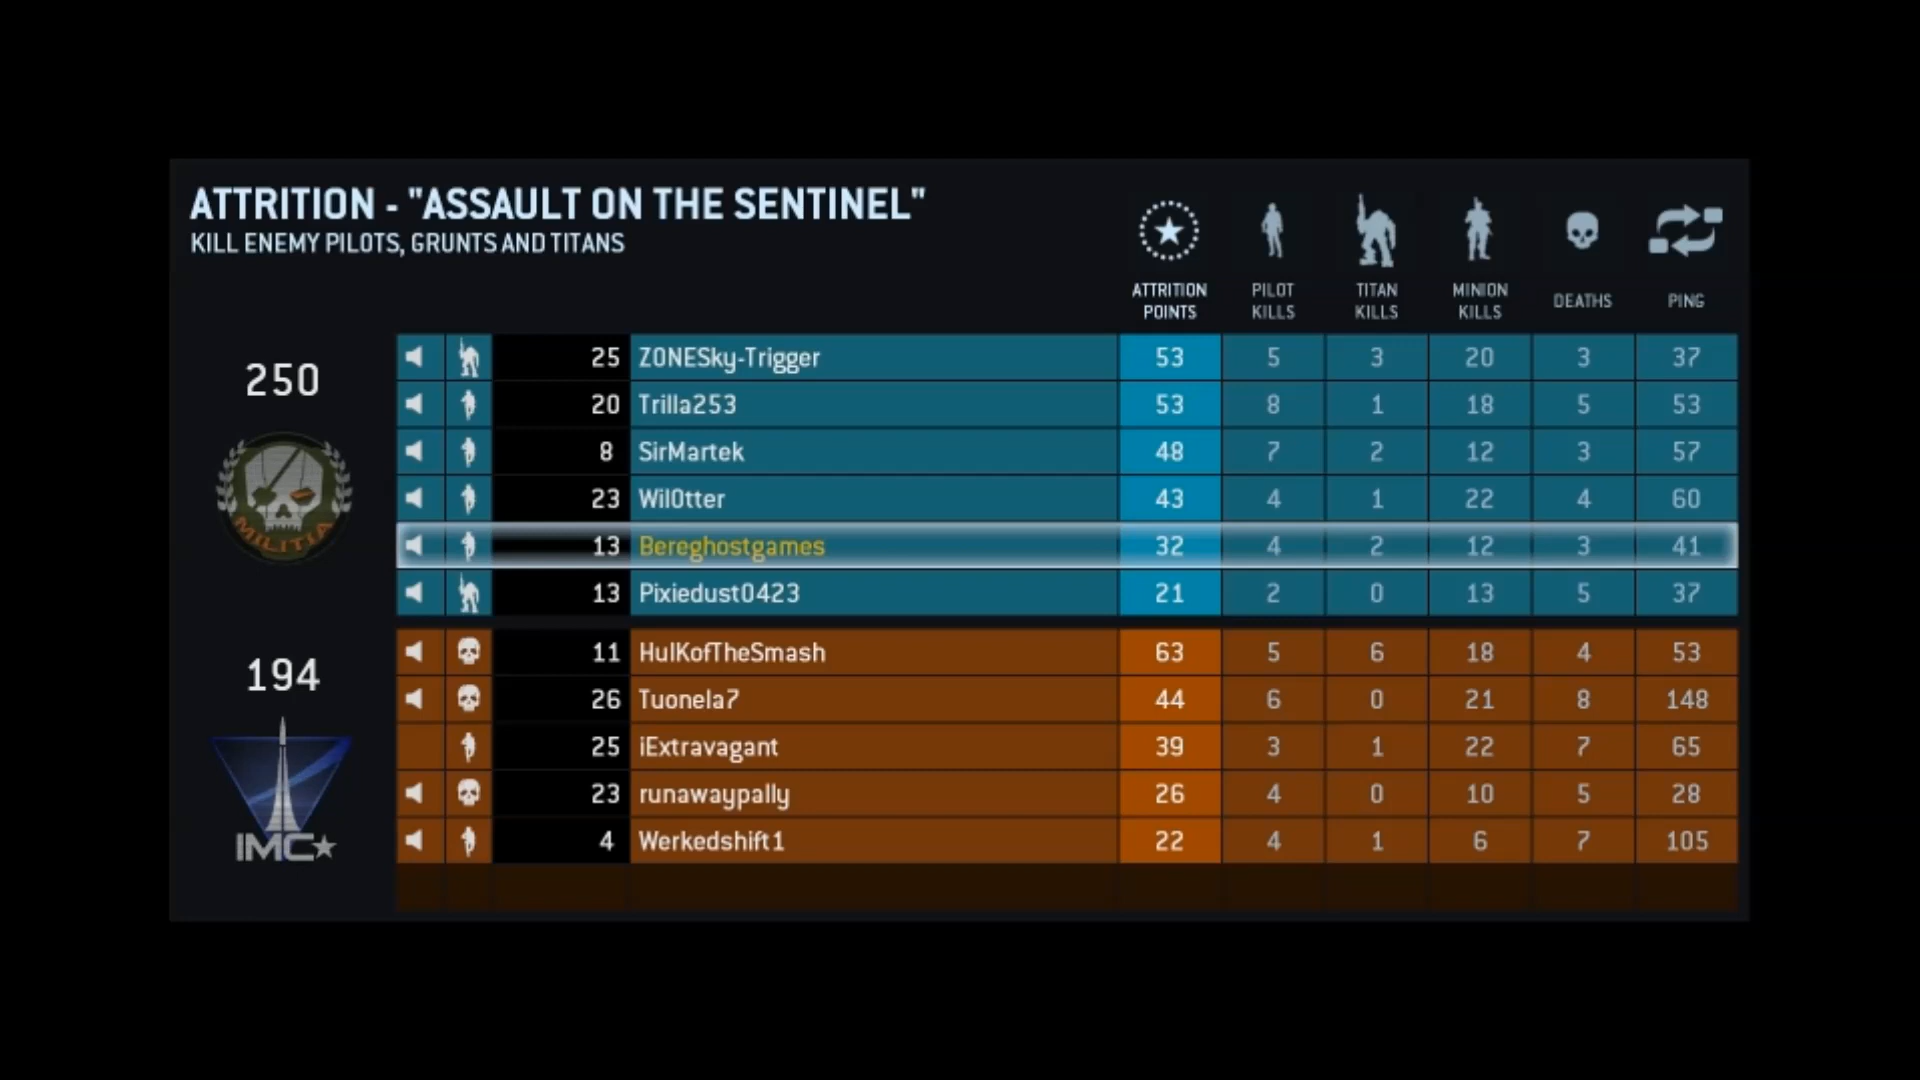 ATTRITION - "ASSAULT ON THE SENTINEL"
KILL ENEMY PILOTS, GRUNTS AND TITANS
ATTRITION POINTS PILOT KILLS TITAN KILLS MINION KILLS DEATHS PING
250
MILITIA
25 Z0NESky-Trigger 53 5 3 20 3 37
20 Trilla253 53 8 1 18 5 53
8 SirMartek 48 7 2 12 3 57
23 Wil0tter 43 4 1 22 4 60
13 Bereghostgames 32 4 2 12 3 41
13 Pixiedust0423 21 2 0 13 5 37
194
IMC
11 HulKofTheSmash 63 5 6 18 4 53
26 Tuonela7 44 6 0 21 8 148
25 iExtravagant 39 3 1 22 7 65
23 runawaypally 26 4 0 10 5 28
4 Werkedshift1 22 4 1 6 7 105